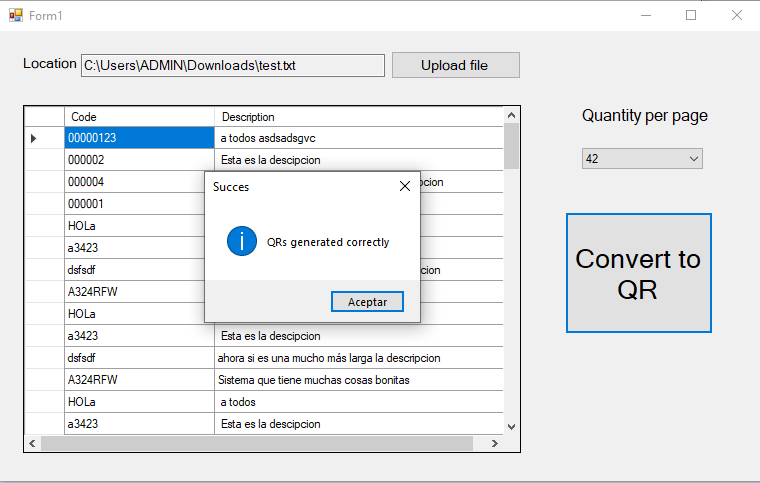 Form1
Location C:\Users\ADMIN\Downloads\test.txt Upload file
Code Description
Quantity per page
00000123 a todos asdsadsgvc
000002 Esta es la descipcion
42
000004 pcion
Succes
000001
HOLa
a3423
QRs generated correctly
Convert to
QR
dsfsdf cion
A324RFW
HOLa
Aceptar
a3423 Esta es la descipcion
dsfsdf ahora si es una mucho más larga la descripcion
A324RFW Sistema que tiene muchas cosas bonitas
HOLa a todos
a3423 Esta es la descipcion